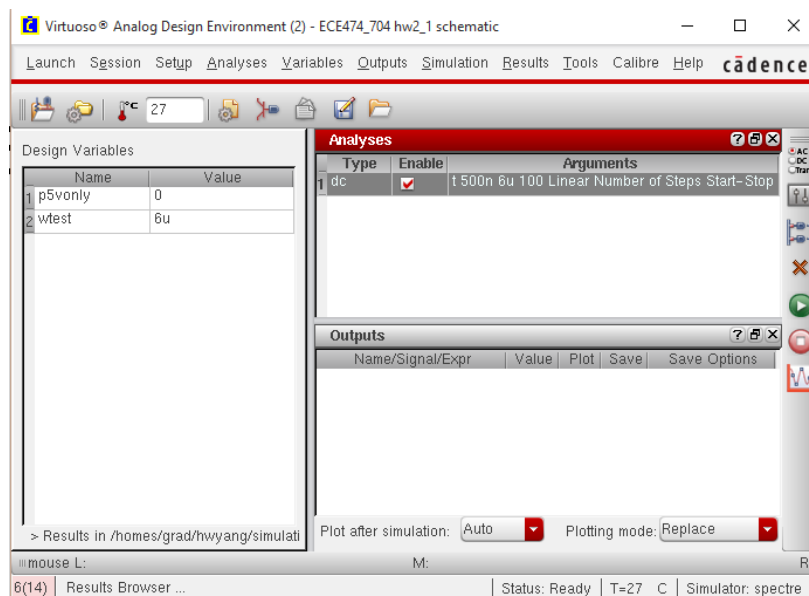 Virtuoso® Analog Design Environment (2) - ECE474_704 hw2_1 schematic
Launch Session Setup Analyses Variables Outputs Simulation Results Tools Calibre Help cādence
°C 27
Design Variables
Name Value
1 p5vonly 0
2 wtest 6u
> Results in /homes/grad/hwyang/simulati
Analyses
Type Enable Arguments
1 dc t 500n 6u 100 Linear Number of Steps Start-Stop
AC
DC
Tran
Outputs
Name/Signal/Expr Value Plot Save Save Options
Plot after simulation: Auto Plotting mode: Replace
mouse L: M: R
6(14) Results Browser ... Status: Ready T=27 C Simulator: spectre